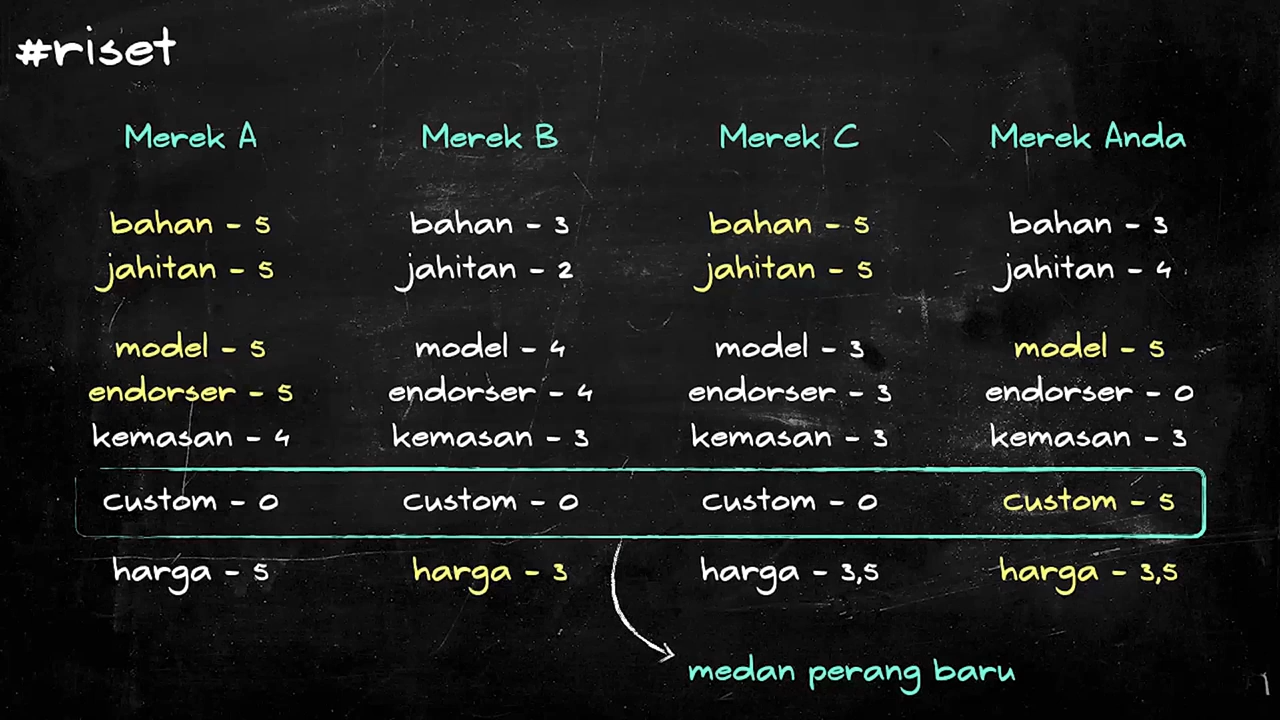 #riset
Merek A Merek B Merek C Merek Anda
bahan - 5 bahan - 3 bahan - 5 bahan - 3
jahitan - 5 jahitan - 2 jahitan - 5 jahitan - 4
model - 5 model - 4 model - 3 model - 5
endorser - 5 endorser - 4 endorser - 3 endorser - 0
kemasan - 4 kemasan - 3 kemasan - 3 kemasan - 3
custom - 0 custom - 0 custom - 0 custom - 5
harga - 5 harga - 3 harga - 3,5 harga - 3,5
medan perang baru